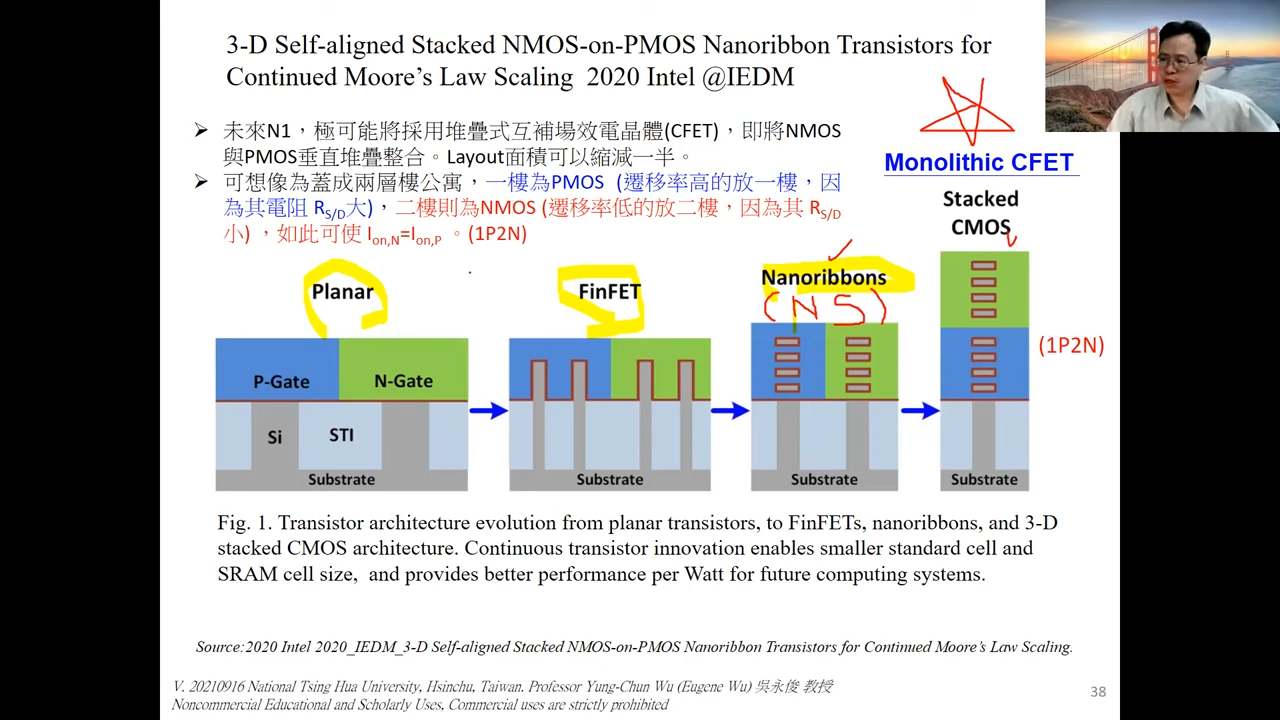 3-D Self-aligned Stacked NMOS-on-PMOS Nanoribbon Transistors for
Continued Moore's Law Scaling 2020 Intel @IEDM
➢ 未來N1，極可能將採用堆疊式互補場效電晶體(CFET)，即將NMOS
與PMOS垂直堆疊整合。Layout面積可以縮減一半。
➢ 可想像為蓋成兩層樓公寓，一樓為PMOS (遷移率高的放一樓，因
為其電阻 RS/D大)，二樓則為NMOS (遷移率低的放二樓，因為其 RS/D
小) ，如此可使 Ion,N=Ion,P 。(1P2N)
Monolithic CFET
Stacked
CMOS
Planar
FinFET
Nanoribbons
(NS)
(1P2N)
P-Gate
N-Gate
Si
STI
Substrate
Substrate
Substrate
Substrate
Fig. 1. Transistor architecture evolution from planar transistors, to FinFETs, nanoribbons, and 3-D
stacked CMOS architecture. Continuous transistor innovation enables smaller standard cell and
SRAM cell size, and provides better performance per Watt for future computing systems.
Source:2020 Intel 2020_IEDM_3-D Self-aligned Stacked NMOS-on-PMOS Nanoribbon Transistors for Continued Moore's Law Scaling.
V. 20210916 National Tsing Hua University, Hsinchu, Taiwan. Professor Yung-Chun Wu (Eugene Wu) 吳永俊 教授
Noncommercial Educational and Scholarly Uses, Commercial uses are strictly prohibited
38